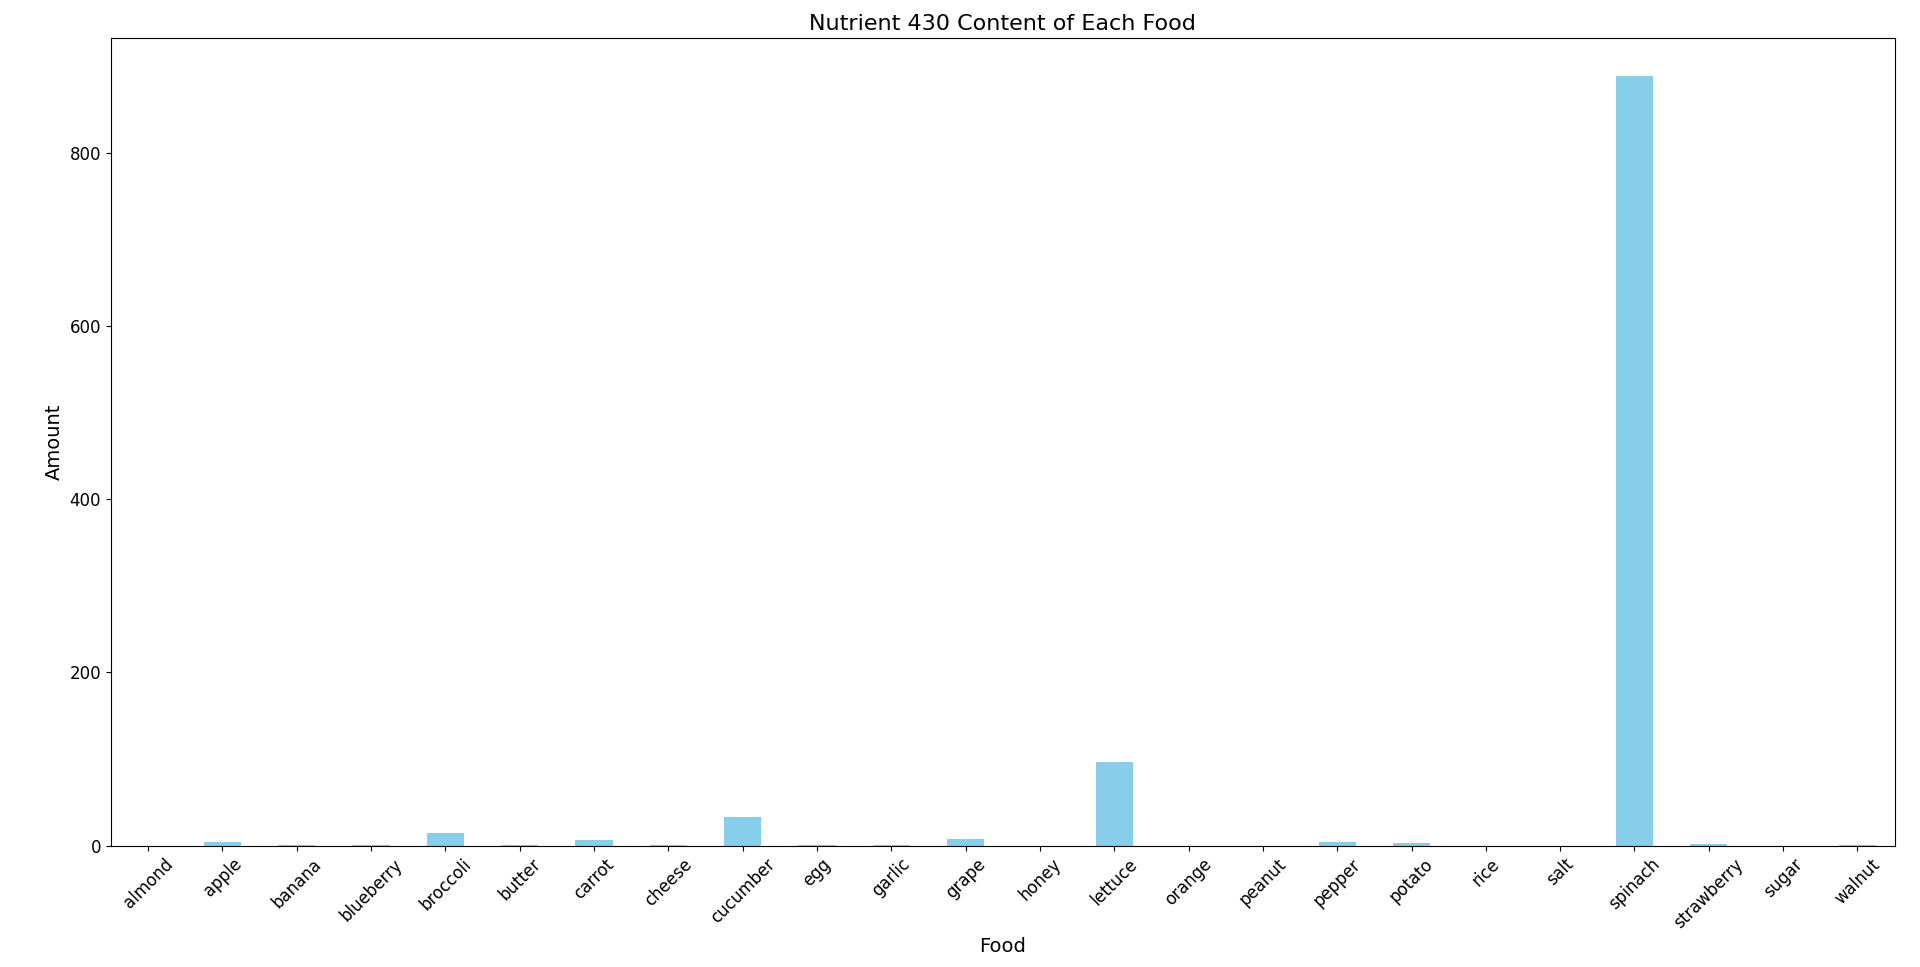 Nutrient 430 Content of Each Food
Amount
800
600
400
200
0
almond
apple
banana
blueberry
broccoli
butter
carrot
cheese
cucumber
egg
garlic
grape
honey
lettuce
orange
peanut
pepper
potato
rice
salt
spinach
strawberry
sugar
walnut
Food